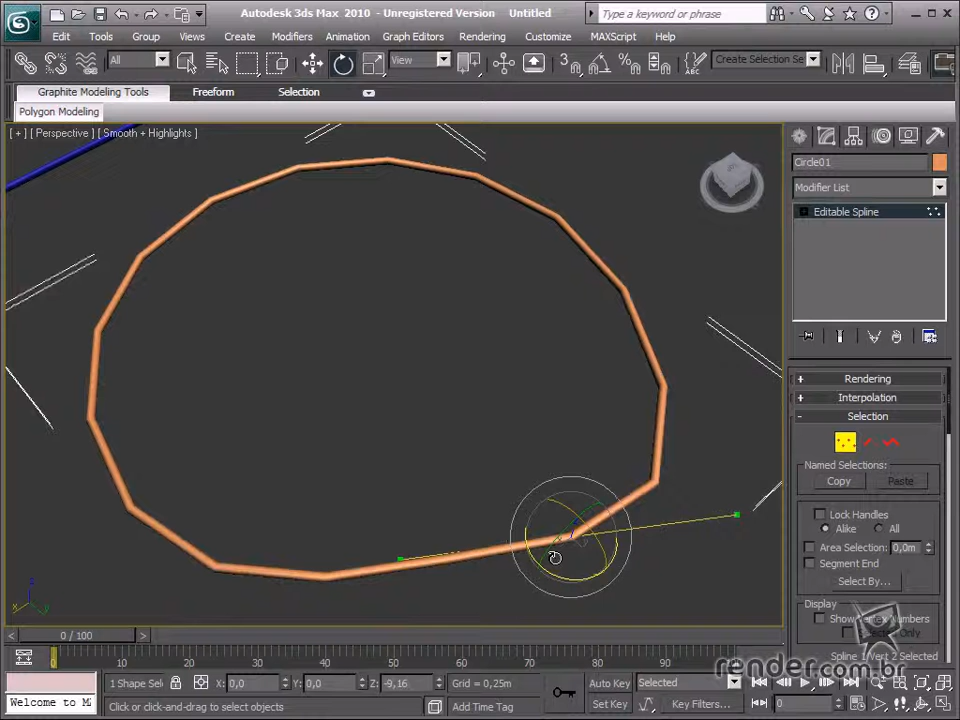 Autodesk 3ds Max 2010 - Unregistered Version Untitled
Type a keyword or phrase
Edit Tools Group Views Create Modifiers Animation Graph Editors Rendering Customize MAXScript Help
All
View
3
Create Selection Se
ABC
Graphite Modeling Tools Freeform Selection
Polygon Modeling
[ + ] [ Perspective ] [ Smooth + Highlights ]
Circle01
Modifier List
Editable Spline
+ Rendering
+ Interpolation
- Selection
Named Selections:
Copy Paste
Lock Handles
Alike All
Area Selection: 0,0m
Segment End
Select By...
Display
Show Vertex Numbers
Only
Spline 1/Vert 2 Selected
render.com.br
z
x y
< 0 / 100 >
0 10 20 30 40 50 60 70 80 90
1 Shape Sel X: 0,0 Y: 0,0 Z: -9,16 Grid = 0,25m Auto Key Selected
Welcome to M Click or click-and-drag to select objects Add Time Tag Set Key Key Filters... 0